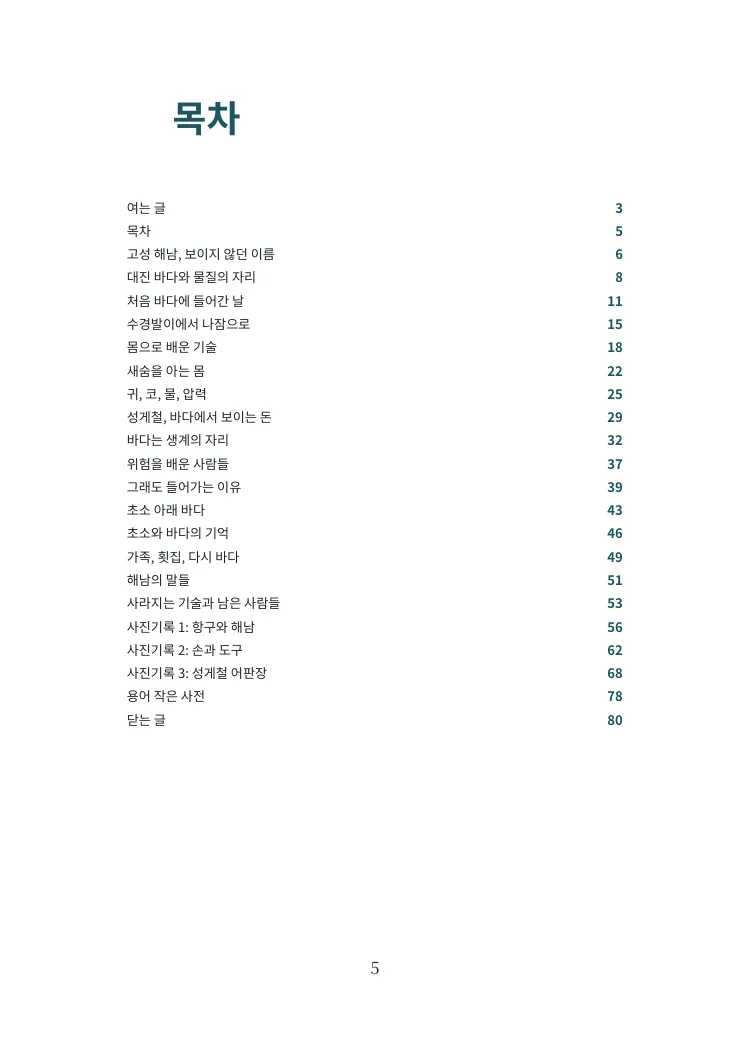 목차
여는 글 3
목차 5
고성 해남, 보이지 않던 이름 6
대진 바다와 물질의 자리 8
처음 바다에 들어간 날 11
수경발이에서 나잠으로 15
몸으로 배운 기술 18
새숨을 아는 몸 22
귀, 코, 물, 압력 25
성게철, 바다에서 보이는 돈 29
바다는 생계의 자리 32
위험을 배운 사람들 37
그래도 들어가는 이유 39
초소 아래 바다 43
초소와 바다의 기억 46
가족, 횟집, 다시 바다 49
해남의 말들 51
사라지는 기술과 남은 사람들 53
사진기록 1: 항구와 해남 56
사진기록 2: 손과 도구 62
사진기록 3: 성게철 어판장 68
용어 작은 사전 78
닫는 글 80
5